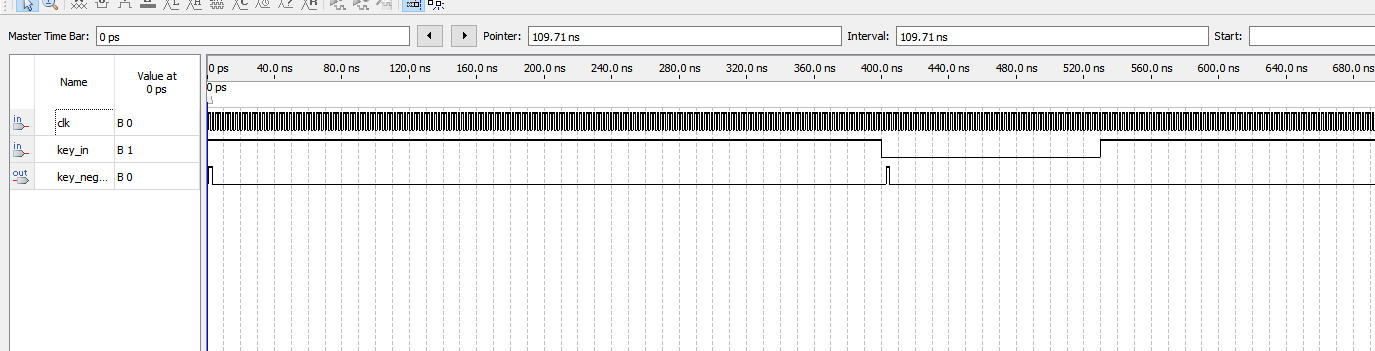 Master Time Bar: 0 ps Pointer: 109.71 ns Interval: 109.71 ns Start:
Name Value at 0 ps
0 ps 40.0 ns 80.0 ns 120.0 ns 160.0 ns 200.0 ns 240.0 ns 280.0 ns 320.0 ns 360.0 ns 400.0 ns 440.0 ns 480.0 ns 520.0 ns 560.0 ns 600.0 ns 640.0 ns 680.0 ns
0 ps
in clk B 0
in key_in B 1
out key_neg... B 0